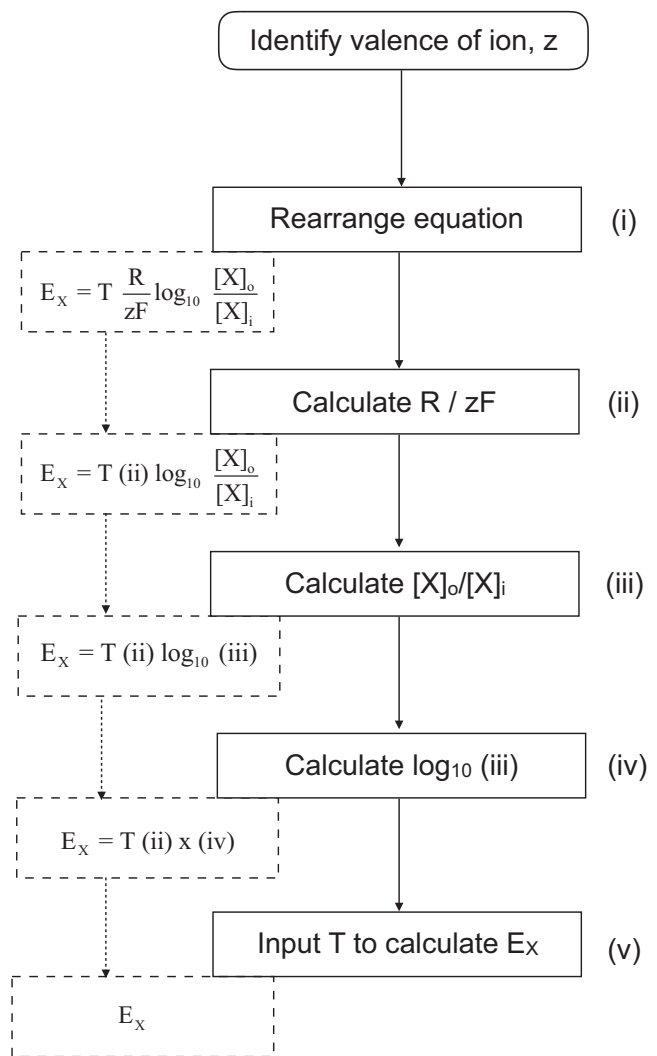 Identify valence of ion, z
Rearrange equation (i)
E_X = T R/zF log₁₀ [X]ₒ/[X]ᵢ
Calculate R / zF (ii)
E_X = T (ii) log₁₀ [X]ₒ/[X]ᵢ
Calculate [X]ₒ/[X]ᵢ (iii)
E_X = T (ii) log₁₀ (iii)
Calculate log₁₀ (iii) (iv)
E_X = T (ii) x (iv)
Input T to calculate E_X (v)
E_X